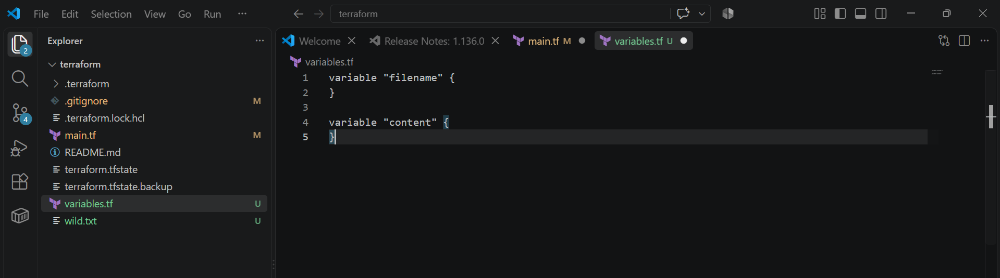 File Edit Selection View Go Run ···
terraform
Explorer ···
Welcome
Release Notes: 1.136.0
main.tf M
variables.tf U
2
4
terraform
.terraform
.gitignore M
.terraform.lock.hcl
main.tf M
README.md
terraform.tfstate
terraform.tfstate.backup
variables.tf U
wild.txt U
variables.tf
1 variable "filename" {
2 }
3
4 variable "content" {
5 }